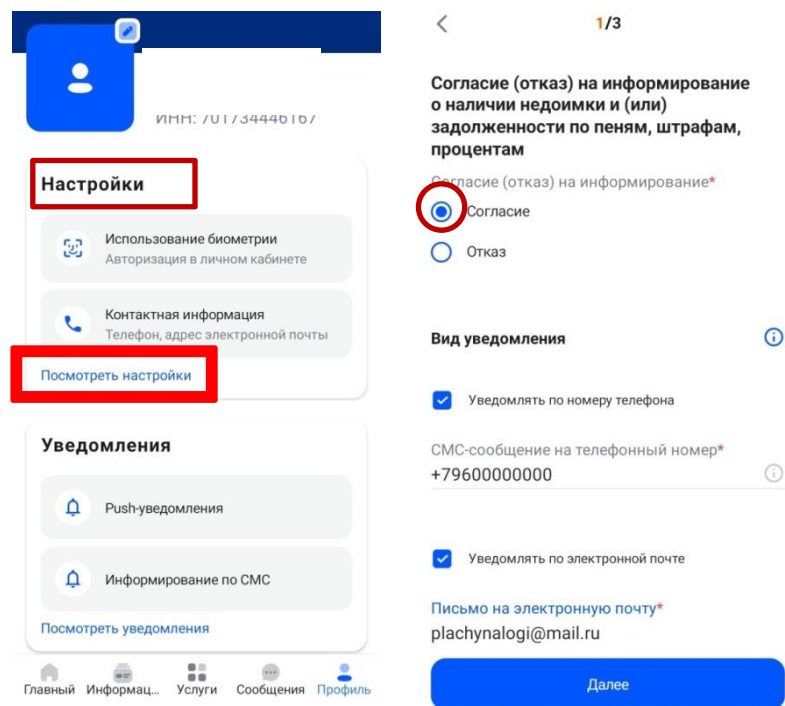 ИНН: 701734446167
Настройки
Использование биометрии
Авторизация в личном кабинете
Контактная информация
Телефон, адрес электронной почты
Посмотреть настройки
Уведомления
Push-уведомления
Информирование по СМС
Посмотреть уведомления
Главный Информац... Услуги Сообщения Профиль
1/3
Согласие (отказ) на информирование
о наличии недоимки и (или)
задолженности по пеням, штрафам,
процентам
Согласие (отказ) на информирование*
Согласие
Отказ
Вид уведомления
Уведомлять по номеру телефона
СМС-сообщение на телефонный номер*
+79600000000
Уведомлять по электронной почте
Письмо на электронную почту*
plachynalogi@mail.ru
Далее